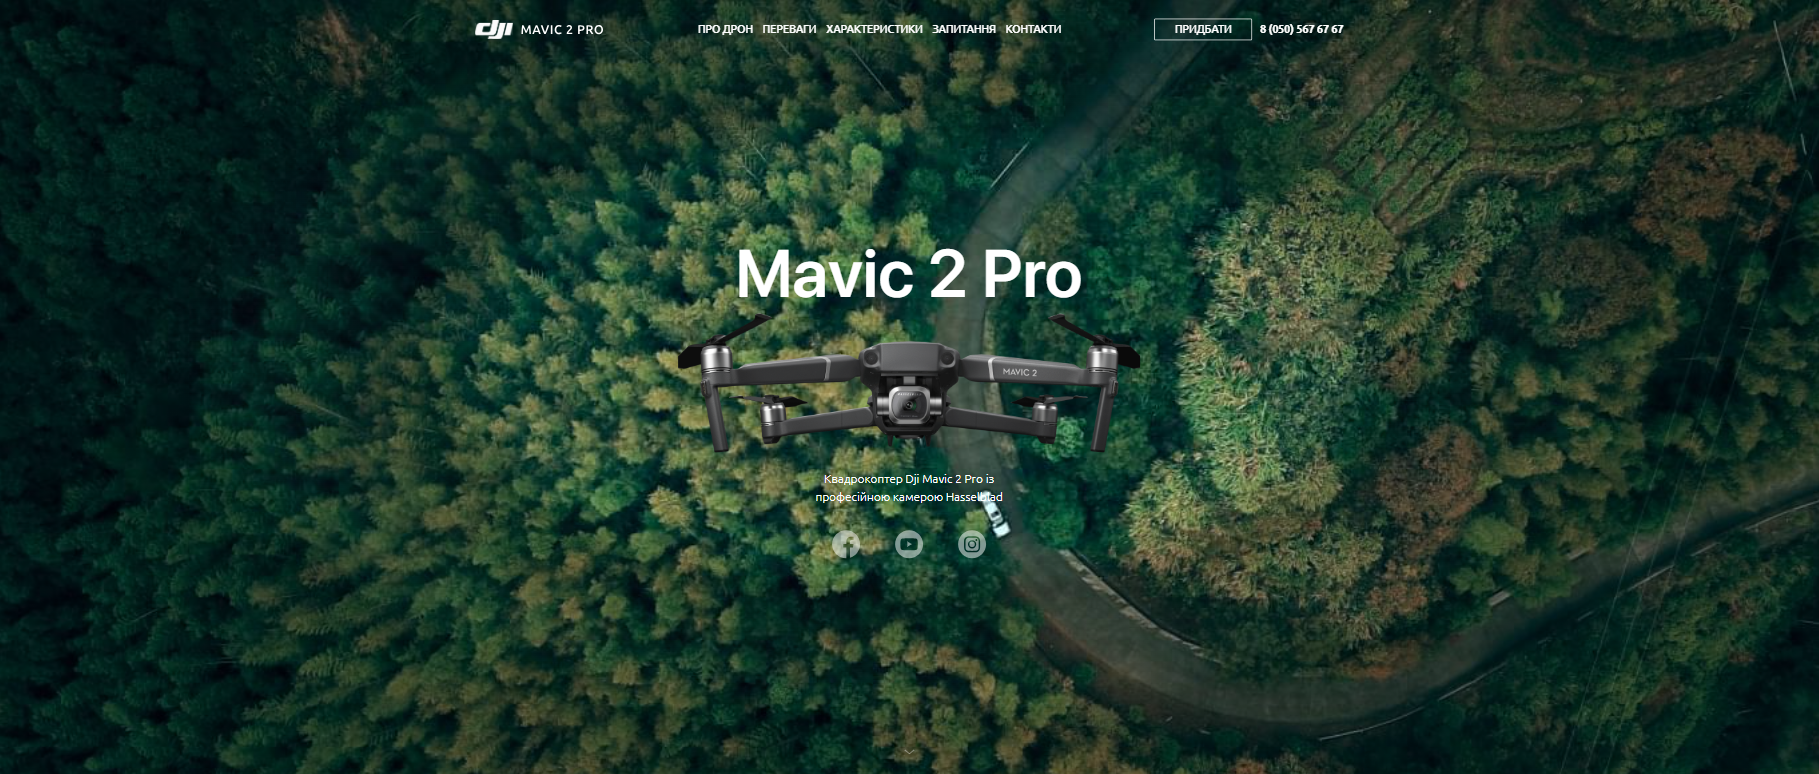 dji MAVIC 2 PRO
ПРО ДРОН ПЕРЕВАГИ ХАРАКТЕРИСТИКИ ЗАПИТАННЯ КОНТАКТИ
ПРИДБАТИ 8 (050) 567 67 67
Mavic 2 Pro
MAVIC 2
Квадрокоптер Dji Mavic 2 Pro із
професійною камерою Hasselblad